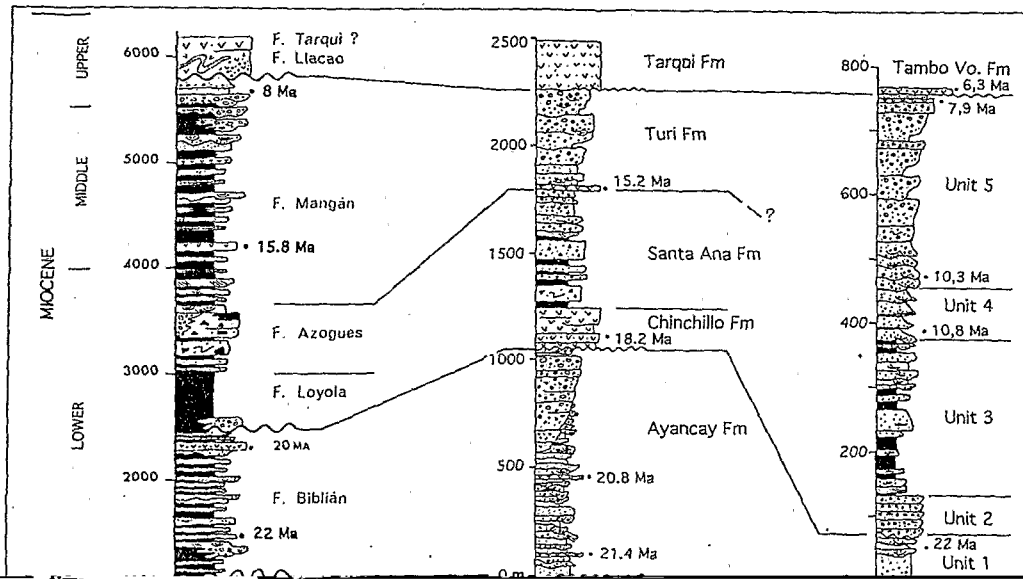 UPPER
MIDDLE
MIOCENE
LOWER
6000
5000
4000
3000
2000
F. Tarqui ?
F. Llacao
8 Ma
F. Mangán
15.8 Ma
F. Azogues
F. Loyola
20 MA
F. Biblián
22 Ma
2500
2000
1500
1000
500
0 m
Tarqui Fm
Turi Fm
15.2 Ma
?
Santa Ana Fm
Chinchillo Fm
18.2 Ma
Ayancay Fm
20.8 Ma
21.4 Ma
800
600
400
200
Tambo Vo. Fm
6,3 Ma
7,9 Ma
Unit 5
10,3 Ma
Unit 4
10,8 Ma
Unit 3
Unit 2
22 Ma
Unit 1